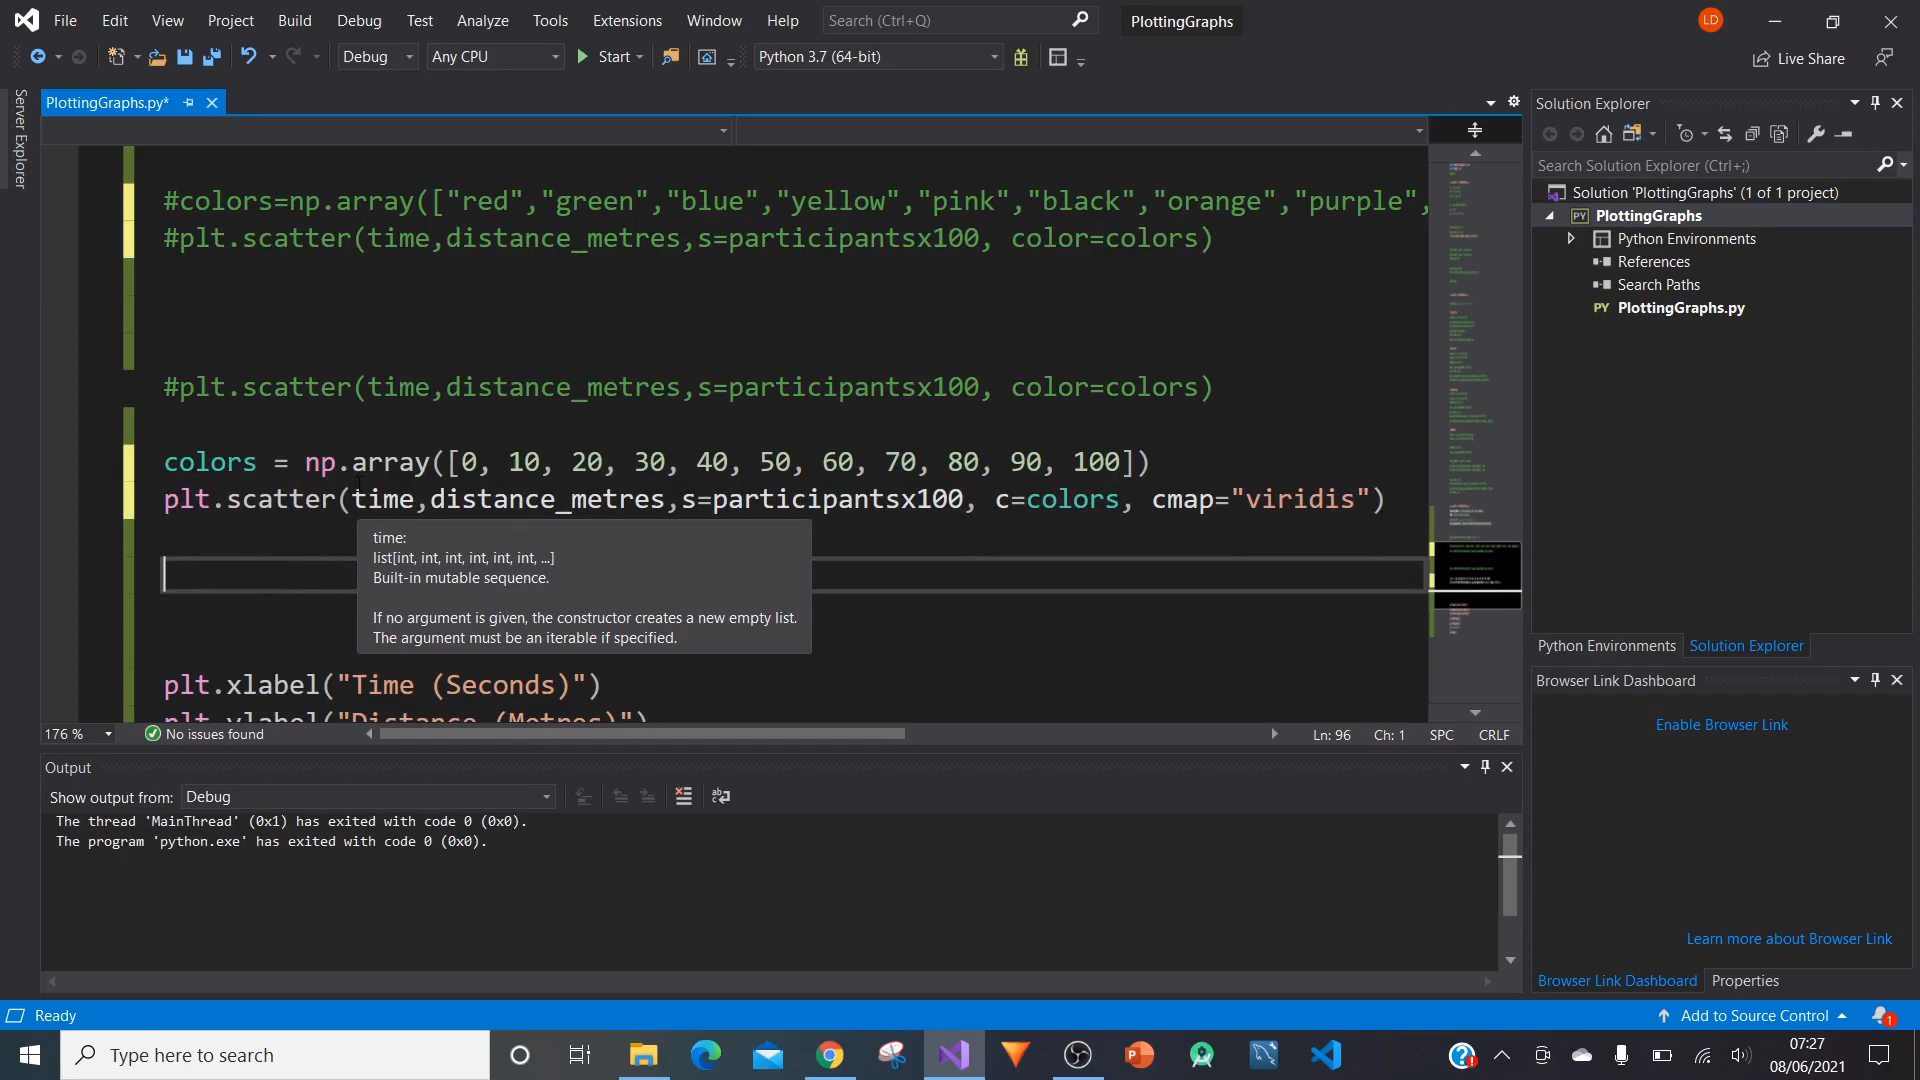 File Edit View Project Build Debug Test Analyze Tools Extensions Window Help Search (Ctrl+Q) PlottingGraphs LD
Debug Any CPU Start Python 3.7 (64-bit) Live Share
Server Explorer
PlottingGraphs.py*
#colors=np.array(["red","green","blue","yellow","pink","black","orange","purple",
#plt.scatter(time,distance_metres,s=participantsx100, color=colors)
#plt.scatter(time,distance_metres,s=participantsx100, color=colors)
colors = np.array([0, 10, 20, 30, 40, 50, 60, 70, 80, 90, 100])
plt.scatter(time,distance_metres,s=participantsx100, c=colors, cmap="viridis")
time:
list[int, int, int, int, int, int, ...]
Built-in mutable sequence.
If no argument is given, the constructor creates a new empty list.
The argument must be an iterable if specified.
plt.xlabel("Time (Seconds)")
plt.ylabel("Distance (Metres)")
176 % No issues found Ln: 96 Ch: 1 SPC CRLF
Output
Show output from: Debug
The thread 'MainThread' (0x1) has exited with code 0 (0x0).
The program 'python.exe' has exited with code 0 (0x0).
Solution Explorer
Search Solution Explorer (Ctrl+;)
Solution 'PlottingGraphs' (1 of 1 project)
PY PlottingGraphs
Python Environments
References
Search Paths
PY PlottingGraphs.py
Python Environments Solution Explorer
Browser Link Dashboard
Enable Browser Link
Learn more about Browser Link
Browser Link Dashboard Properties
Ready Add to Source Control 1
Type here to search
07:27
08/06/2021